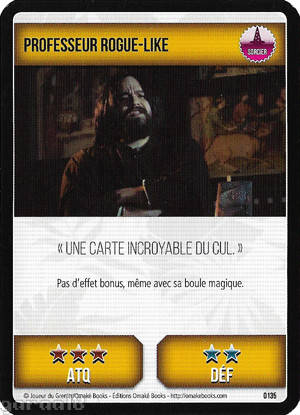 PROFESSEUR ROGUE-LIKE
SORCIER
« UNE CARTE INCROYABLE DU CUL. »
Pas d'effet bonus, même avec sa boule magique.
ATQ
DÉF
© Joueur du Grenier/Omaké Books - Editions Omaké Books - http://omakebooks.com/
0135